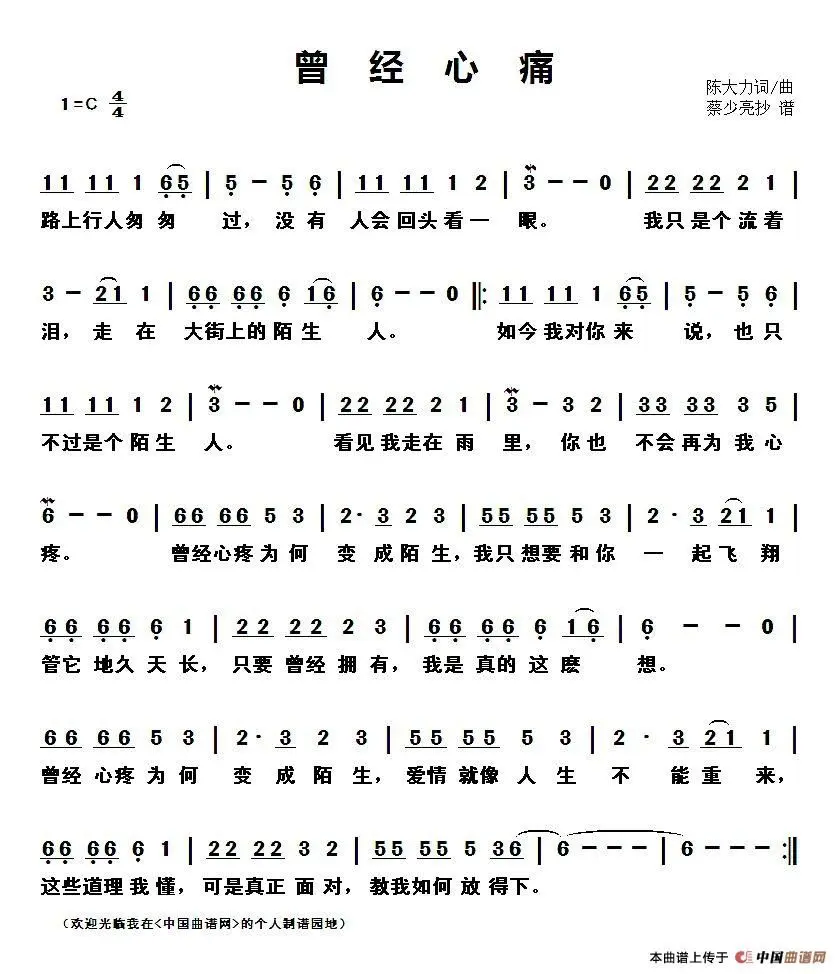 曾经心痛
1=C 4/4
陈大力词/曲
蔡少亮抄 谱
11 11 1 65 | 5 - 5 6 | 11 11 1 2 | 3 - - 0 | 22 22 2 1 |
路上行人匆匆 过，没有 人会回头看一 眼。 我只是个流着
3 - 21 1 | 66 66 6 16 | 6 - - 0 ‖: 11 11 1 65 | 5 - 5 6 |
泪，走在 大街上的陌生 人。 如今我对你来 说，也只
11 11 1 2 | 3 - - 0 | 22 22 2 1 | 3 - 3 2 | 33 33 3 5 |
不过是个陌生 人。 看见我走在雨 里，你也 不会再为我心
6 - - 0 | 66 66 5 3 | 2· 3 2 3 | 55 55 5 3 | 2· 3 21 1 |
疼。 曾经心疼为何 变成陌生，我只想要和你 一起飞翔
66 66 6 1 | 22 22 2 3 | 66 66 6 16 | 6 - - 0 |
管它地久天长，只要曾经拥有，我是真的这麽 想。
66 66 5 3 | 2· 3 2 3 | 55 55 5 3 | 2· 3 21 1 |
曾经心疼为何 变成陌生，爱情就像人生 不能重来，
66 66 6 1 | 22 22 3 2 | 55 55 5 36 | 6 - - - | 6 - - - :‖
这些道理我懂，可是真正面对，教我如何放得下。
（欢迎光临我在<中国曲谱网>的个人制谱园地）
本曲谱上传于 中国曲谱网